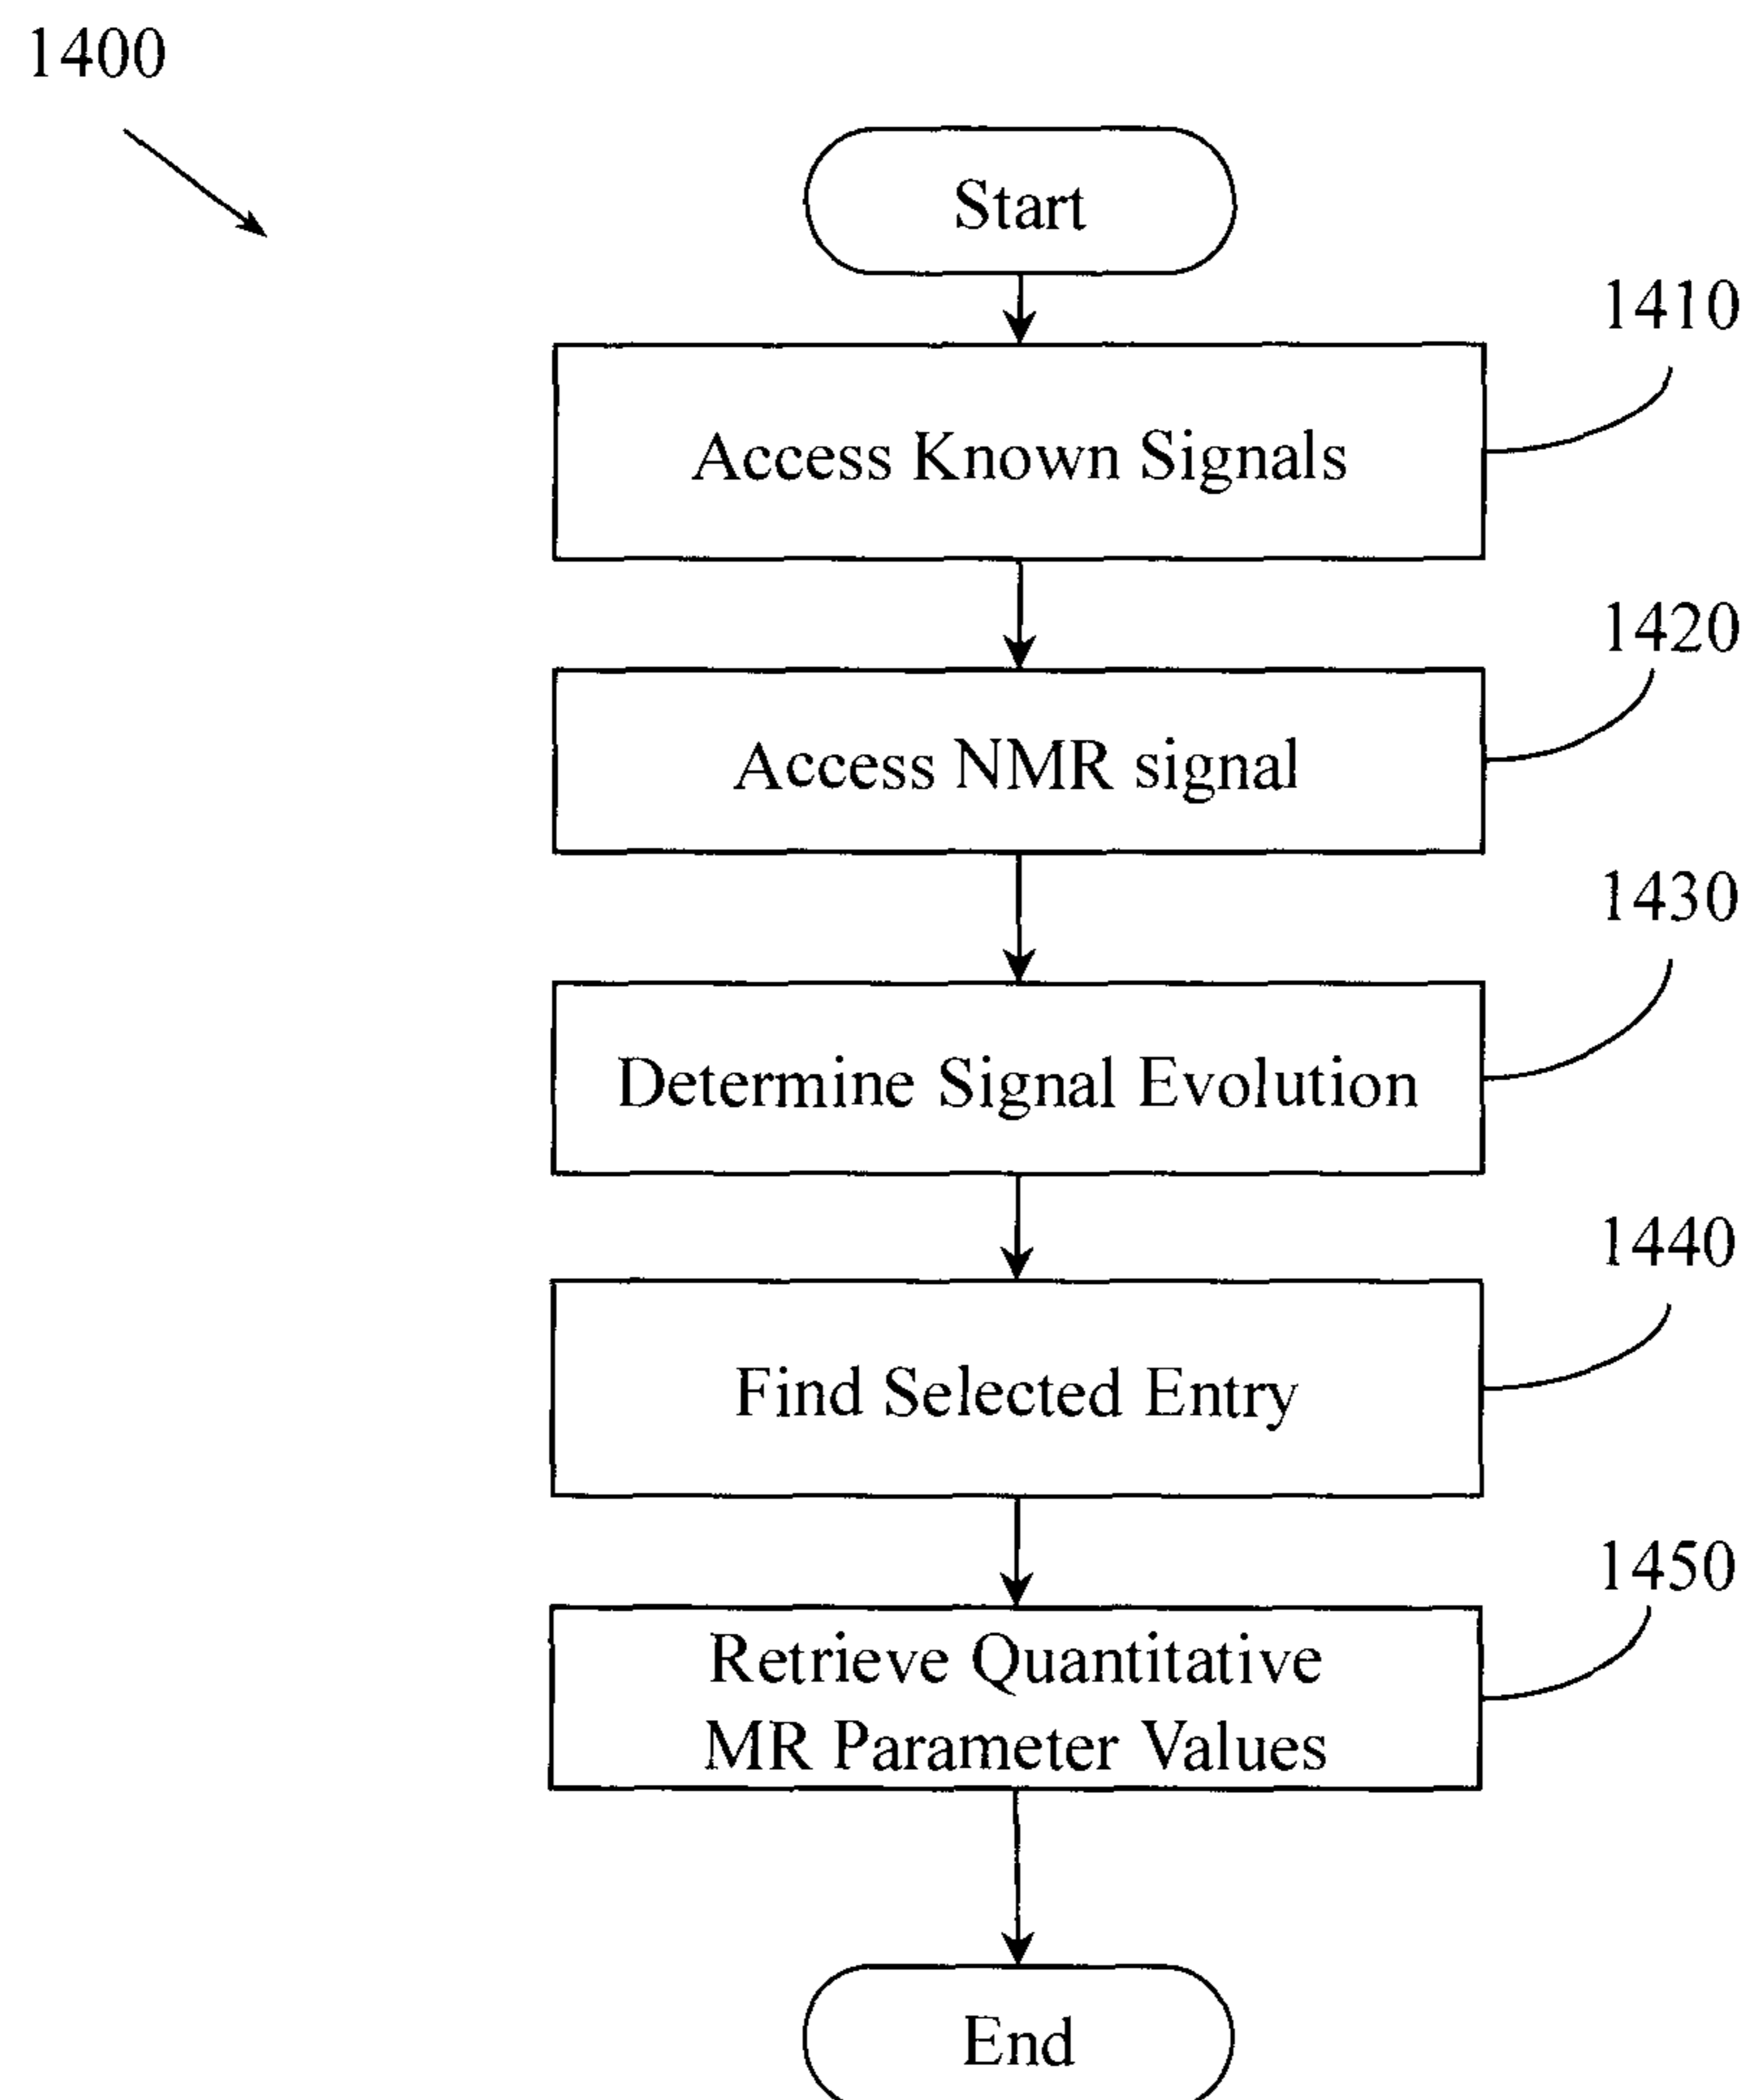 1400
Start
1410
Access Known Signals
1420
Access NMR signal
1430
Determine Signal Evolution
1440
Find Selected Entry
1450
Retrieve Quantitative
MR Parameter Values
End